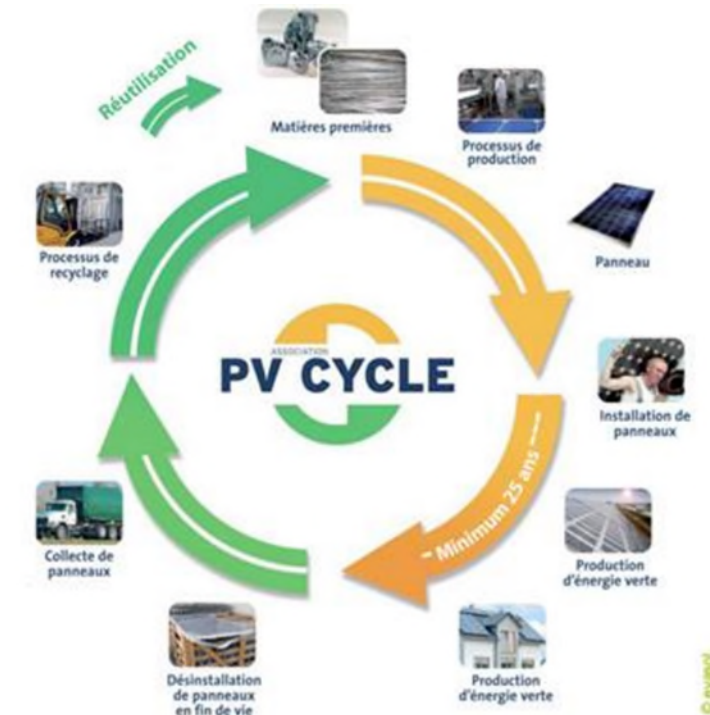 Réutilisation
Matières premières
Processus de
production
Panneau
Installation de
panneaux
Minimum 25 ans
Production
d'énergie verte
Production
d'énergie verte
Désinstallation
de panneaux
en fin de vie
Collecte de
panneaux
Processus de
recyclage
ASSOCIATION
PV CYCLE